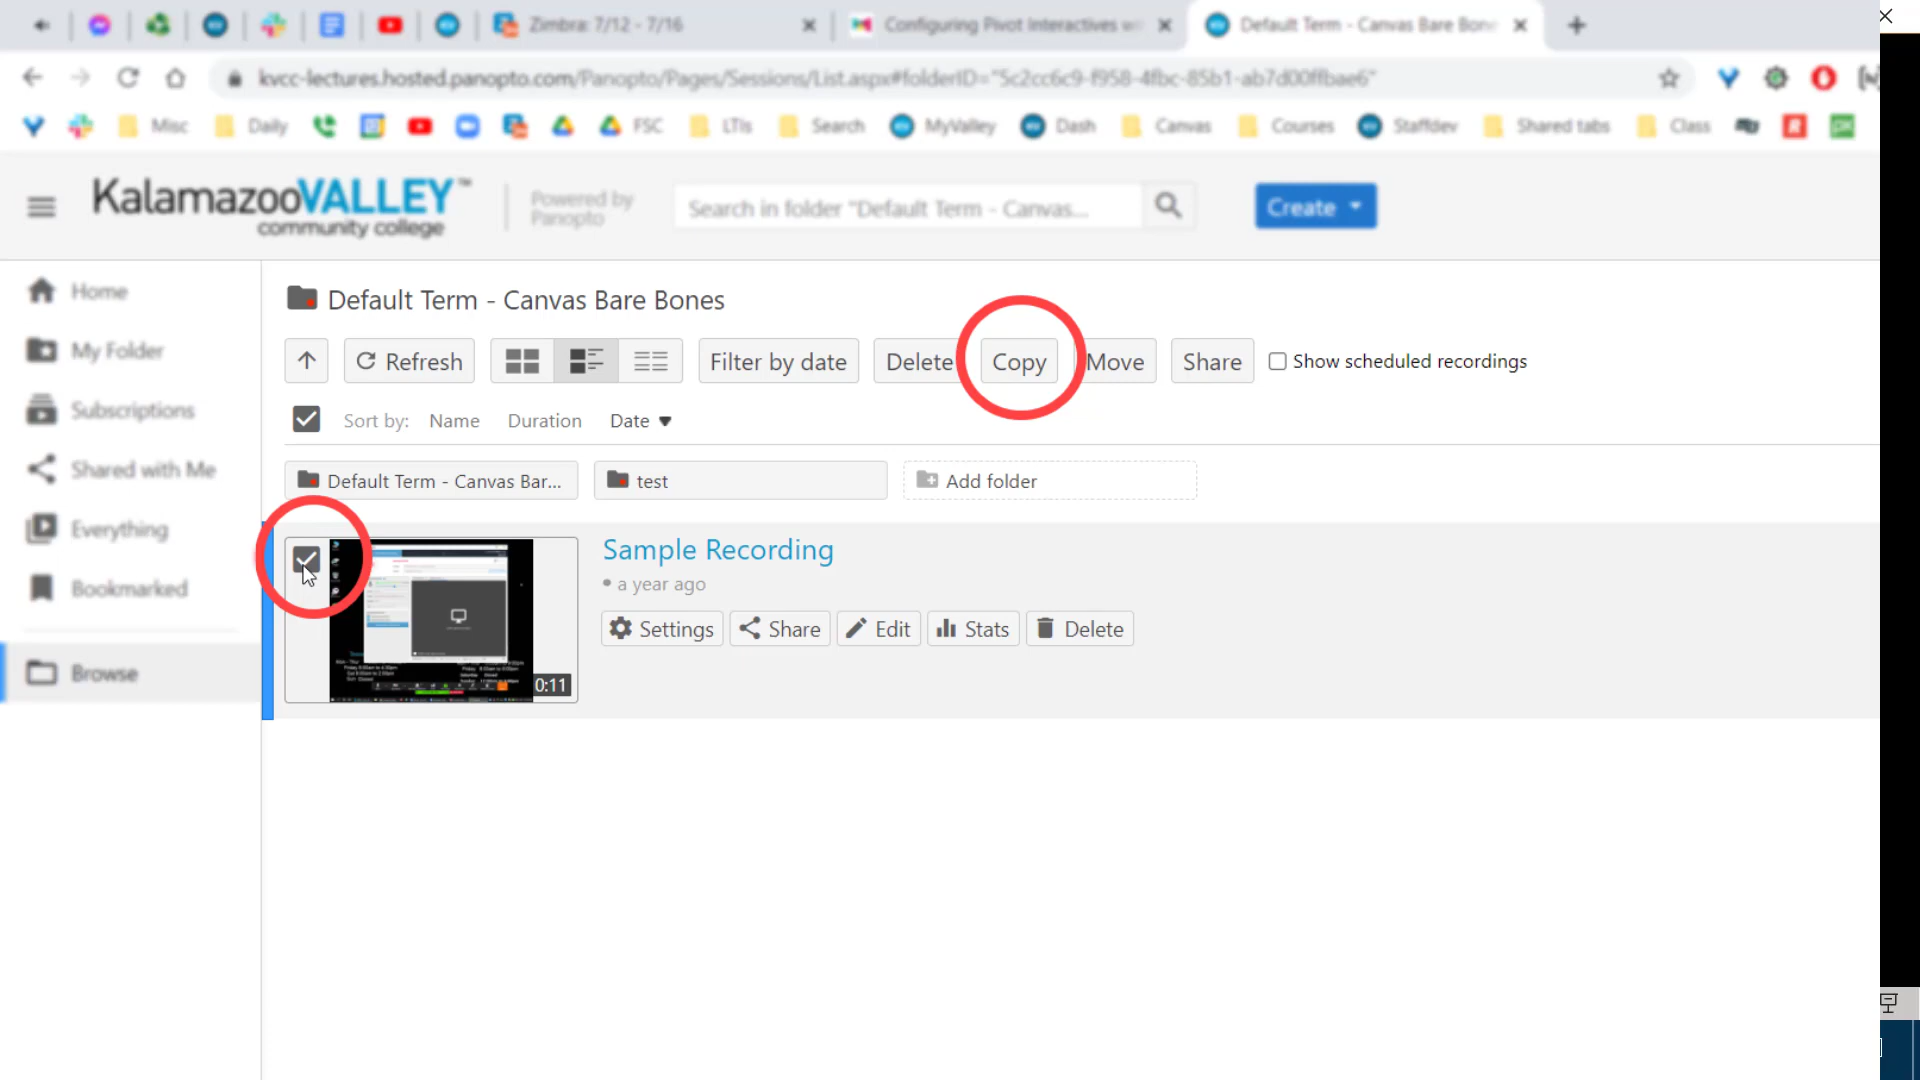 Zimbra: 7/12 - 7/16
Configuring Pivot Interactives wi
Default Term - Canvas Bare Bone
kvcc-lectures.hosted.panopto.com/Panopto/Pages/Sessions/List.aspx#folderID="5c2cc6c9-f958-4fbc-85b1-ab7d00ffbae6"
Misc Daily FSC LTIs Search MyValley Dash Canvas Courses Staffdev Shared tabs Class
KalamazooVALLEY™
community college
Powered by
Panopto
Search in folder "Default Term - Canvas...
Create
Home
My Folder
Subscriptions
Shared with Me
Everything
Bookmarked
Browse
Default Term - Canvas Bare Bones
Refresh Filter by date Delete Copy Move Share Show scheduled recordings
Sort by: Name Duration Date
Default Term - Canvas Bar... test Add folder
Sample Recording
• a year ago
Settings Share Edit Stats Delete
0:11